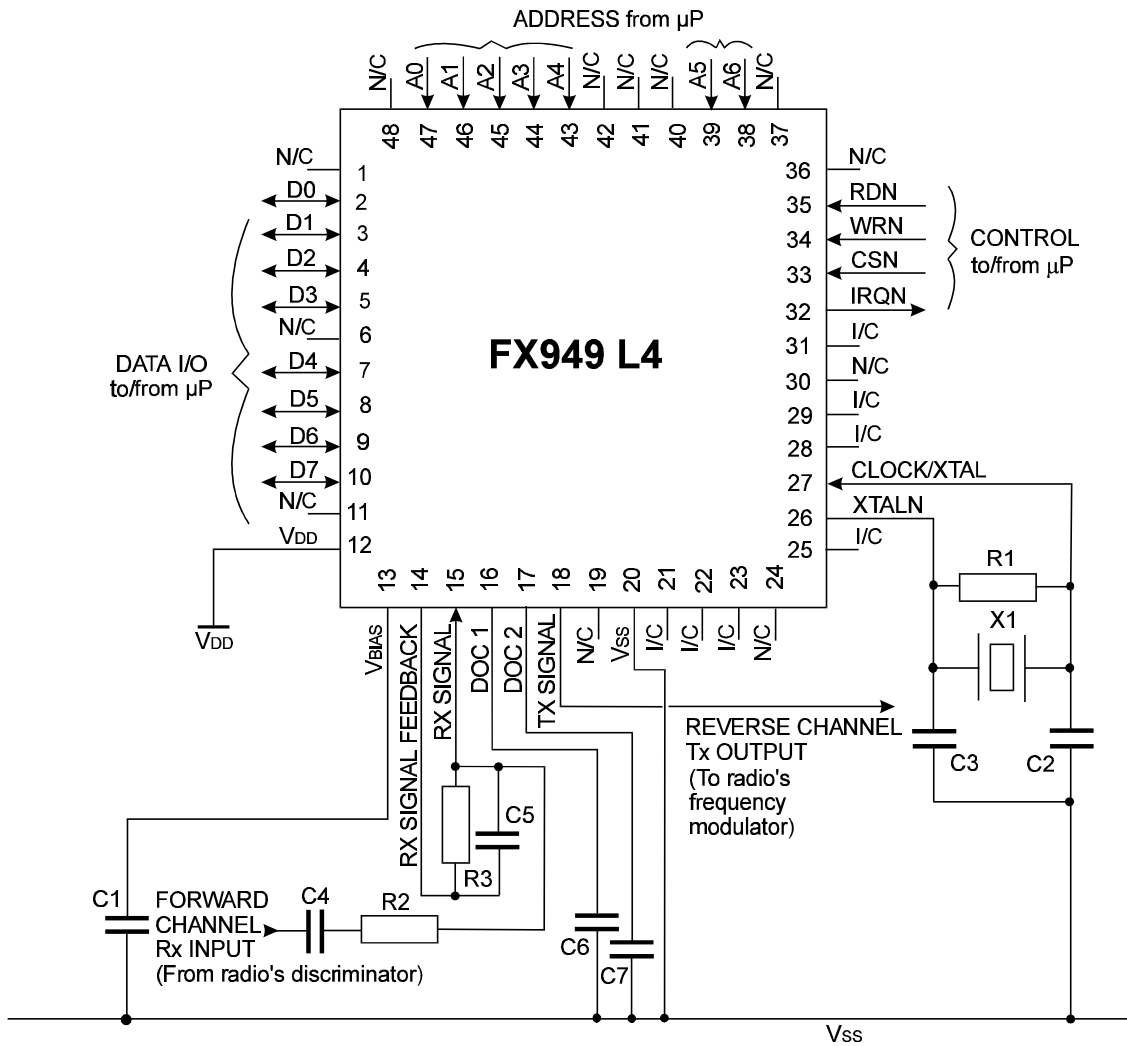 ADDRESS from µP
N/C A0 A1 A2 A3 A4 N/C N/C N/C A5 A6 N/C
48 47 46 45 44 43 42 41 40 39 38 37
N/C 1
D0 2
D1 3
D2 4
D3 5
N/C 6
D4 7
D5 8
D6 9
D7 10
N/C 11
VDD 12
DATA I/O
to/from µP
VDD
FX949 L4
36 N/C
35 RDN
34 WRN
33 CSN
32 IRQN
31 I/C
30 N/C
29 I/C
28 I/C
27 CLOCK/XTAL
26 XTALN
25 I/C
CONTROL
to/from µP
13 14 15 16 17 18 19 20 21 22 23 24
VBIAS
RX SIGNAL FEEDBACK
RX SIGNAL
DOC 1
DOC 2
TX SIGNAL
N/C
VSS
I/C
I/C
I/C
N/C
R1
X1
C3
C2
REVERSE CHANNEL
Tx OUTPUT
(To radio's
frequency
modulator)
C5
R3
C1
FORWARD
CHANNEL
Rx INPUT
(From radio's discriminator)
C4
R2
C6
C7
VSS